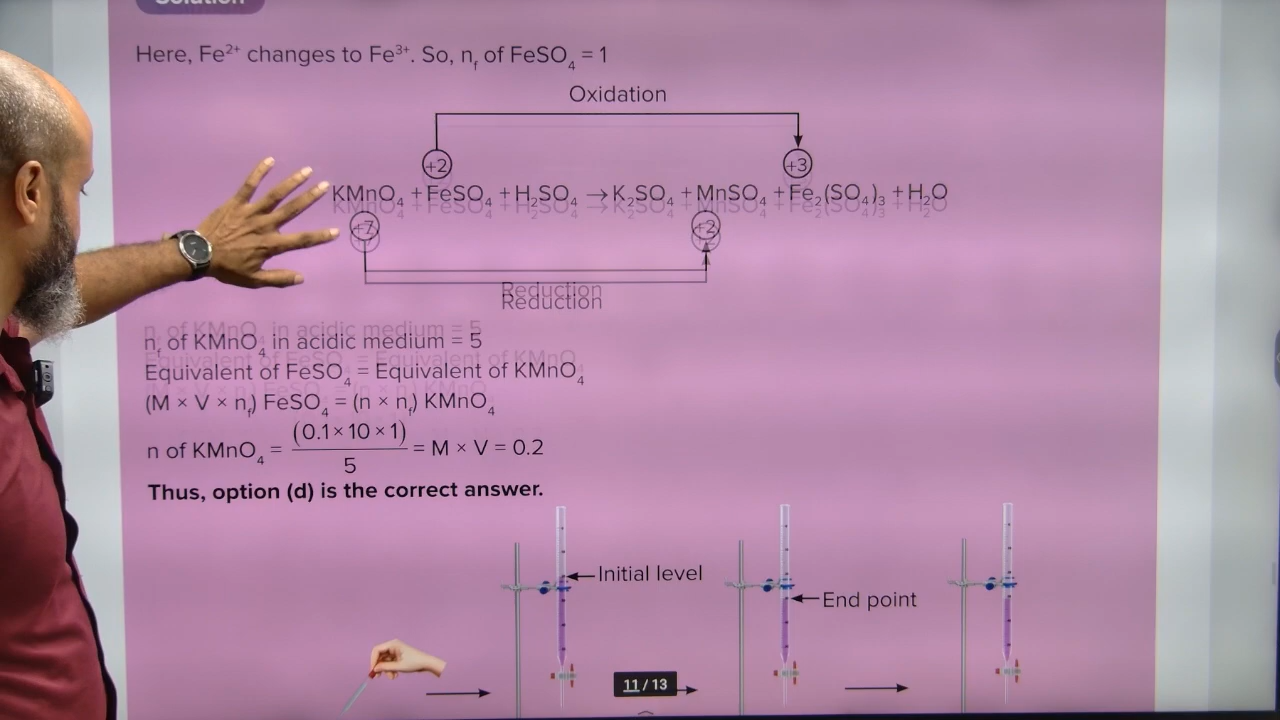 Solution
Here, Fe²⁺ changes to Fe³⁺. So, n_f of FeSO₄ = 1
Oxidation
+2 +3
KMnO₄ + FeSO₄ + H₂SO₄ → K₂SO₄ + MnSO₄ + Fe₂(SO₄)₃ + H₂O
+7 +2
Reduction
n_f of KMnO₄ in acidic medium = 5
Equivalent of FeSO₄ = Equivalent of KMnO₄
(M × V × n_f) FeSO₄ = (n × n_f) KMnO₄
n of KMnO₄ = (0.1 × 10 × 1) / 5 = M × V = 0.2
Thus, option (d) is the correct answer.
Initial level
End point
11 / 13